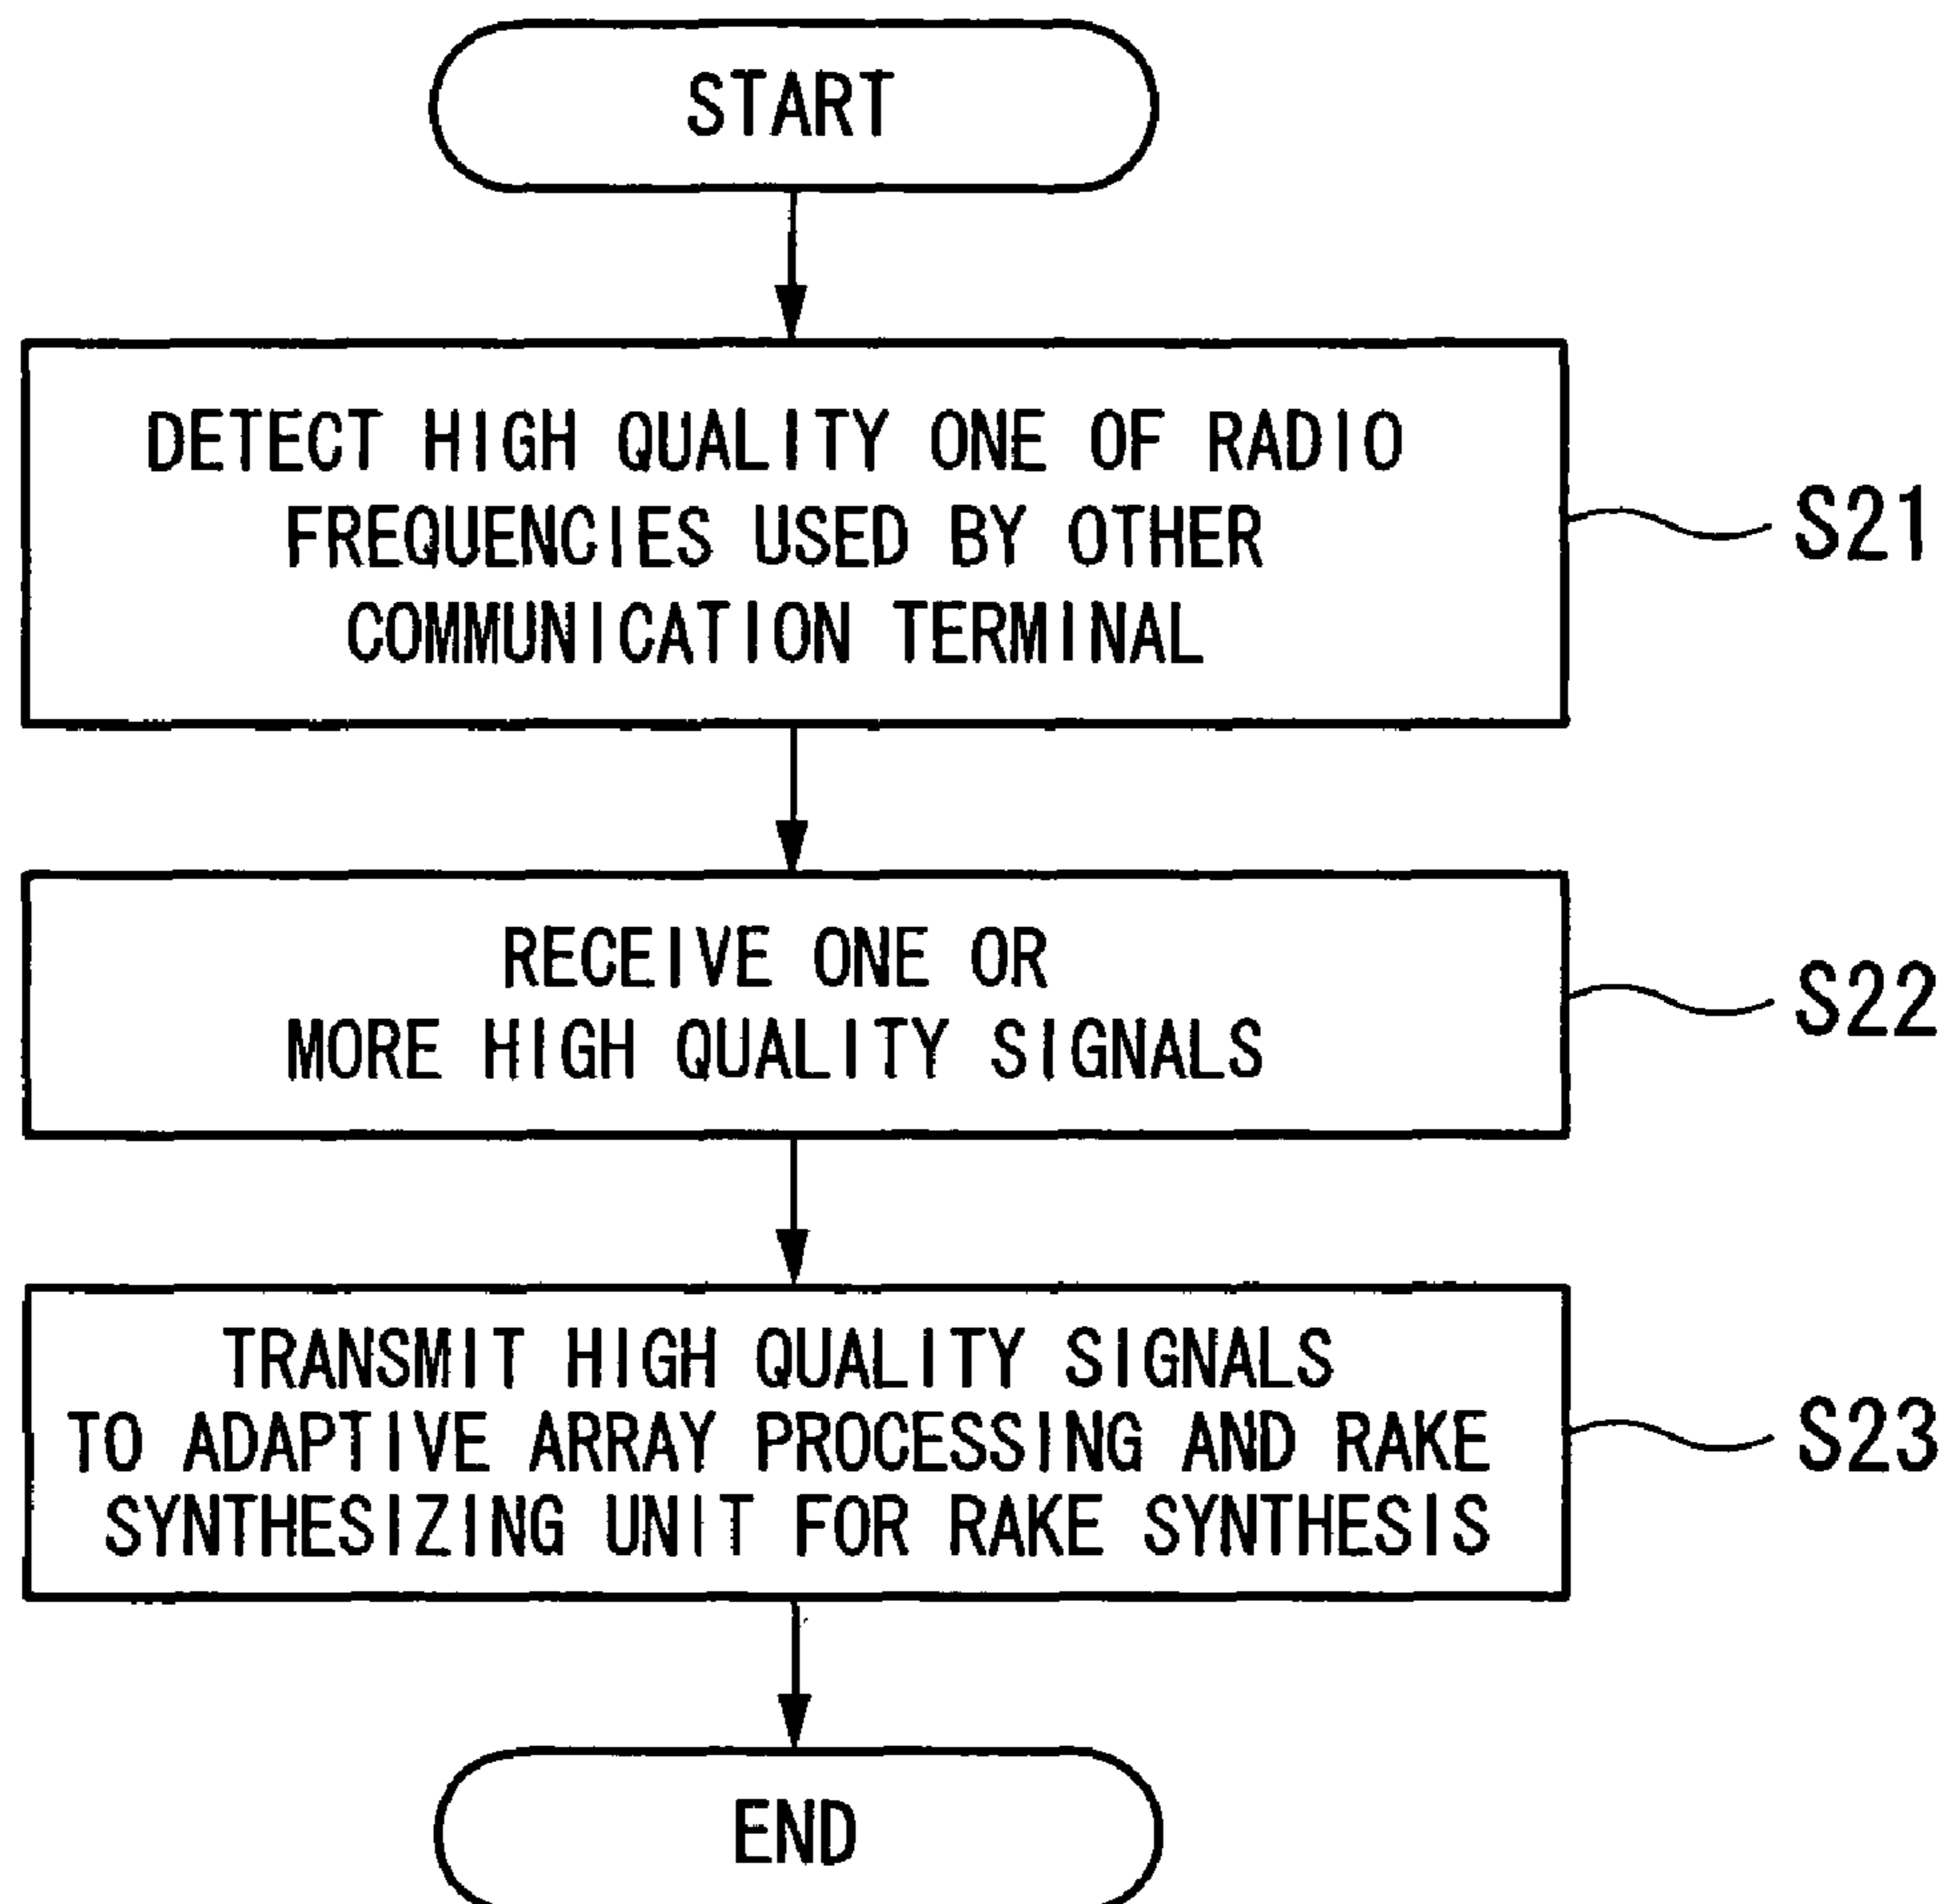 START
DETECT HIGH QUALITY ONE OF RADIO
FREQUENCIES USED BY OTHER
COMMUNICATION TERMINAL
S21
RECEIVE ONE OR
MORE HIGH QUALITY SIGNALS
S22
TRANSMIT HIGH QUALITY SIGNALS
TO ADAPTIVE ARRAY PROCESSING AND RAKE
SYNTHESIZING UNIT FOR RAKE SYNTHESIS
S23
END